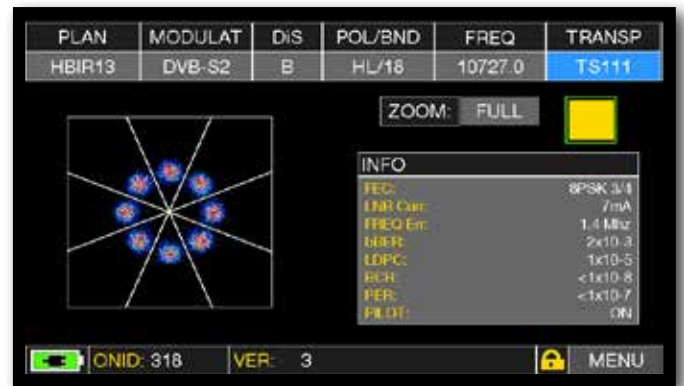 PLAN MODULAT DiS POL/BND FREQ TRANSP
HBIR13 DVB-S2 B HL/18 10727.0 TS111
ZOOM: FULL
INFO
FEC: 8PSK 3/4
LNB Curr: 7mA
FREQ Err: 1.4 Mhz
bBER: 2x10-3
LDPC: 1x10-5
BCH: <1x10-8
PER: <1x10-7
PILOT: ON
ONID: 318 VER: 3 MENU